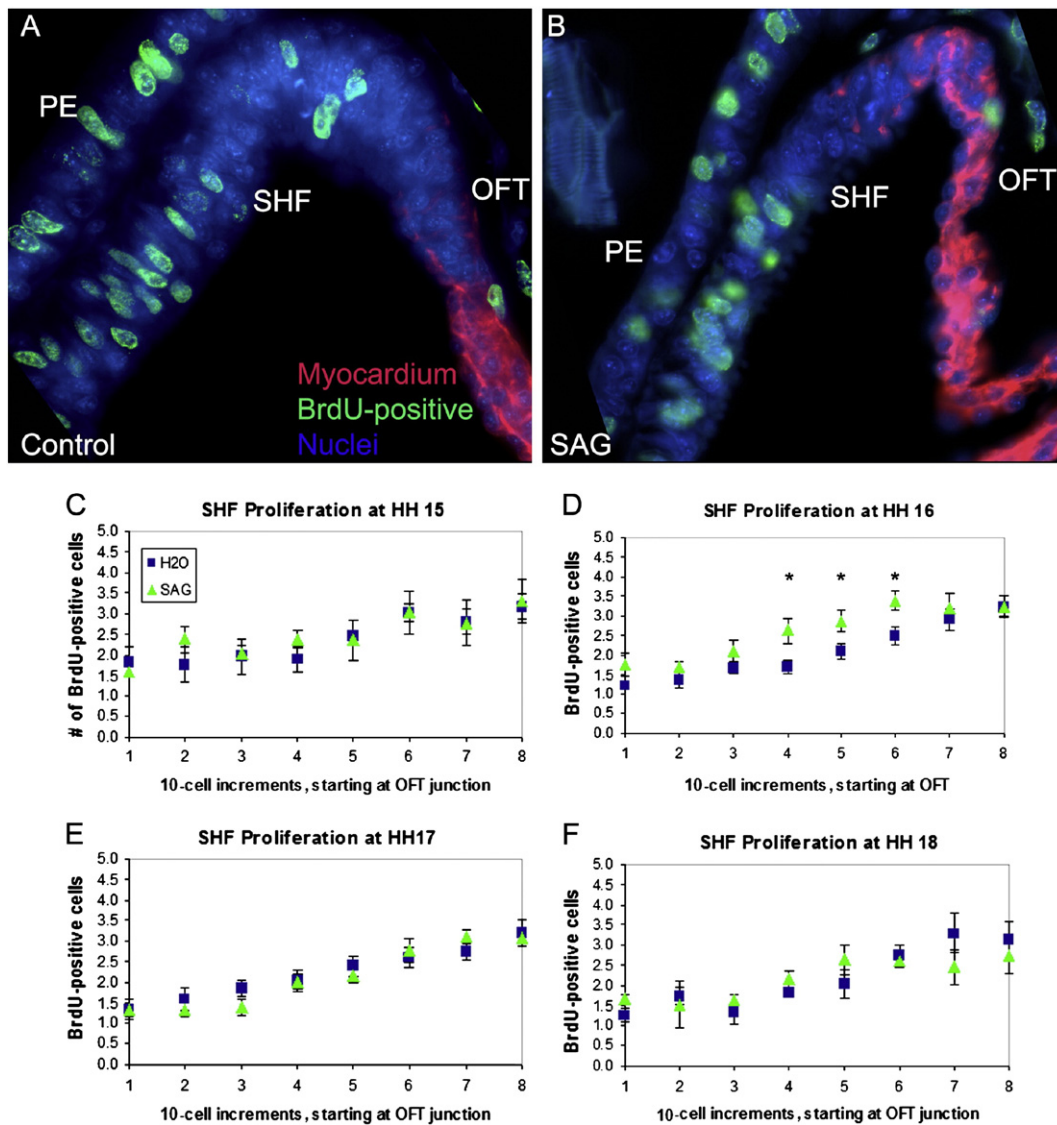 A
PE
SHF
OFT
Myocardium
BrdU-positive
Nuclei
Control
B
PE
SHF
OFT
SAG
C
SHF Proliferation at HH 15
# of BrdU-positive cells
5.0
4.5
4.0
3.5
3.0
2.5
2.0
1.5
1.0
0.5
0.0
H2O
SAG
1 2 3 4 5 6 7 8
10-cell increments, starting at OFT junction
D
SHF Proliferation at HH 16
BrdU-positive cells
5.0
4.5
4.0
3.5
3.0
2.5
2.0
1.5
1.0
0.5
0.0
* * *
1 2 3 4 5 6 7 8
10-cell increments, starting at OFT
E
SHF Proliferation at HH17
BrdU-positive cells
5.0
4.5
4.0
3.5
3.0
2.5
2.0
1.5
1.0
0.5
0.0
1 2 3 4 5 6 7 8
10-cell increments, starting at OFT junction
F
SHF Proliferation at HH 18
BrdU-positive cells
5.0
4.5
4.0
3.5
3.0
2.5
2.0
1.5
1.0
0.5
0.0
1 2 3 4 5 6 7 8
10-cell increments, starting at OFT junction